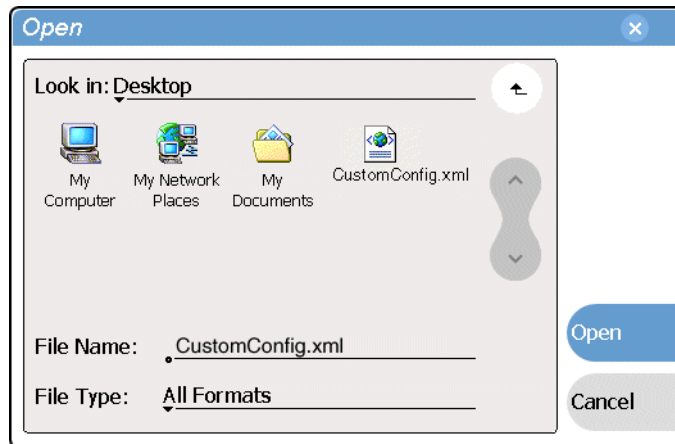 Open
Look in: Desktop
My Computer
My Network Places
My Documents
CustomConfig.xml
File Name: CustomConfig.xml
File Type: All Formats
Open
Cancel